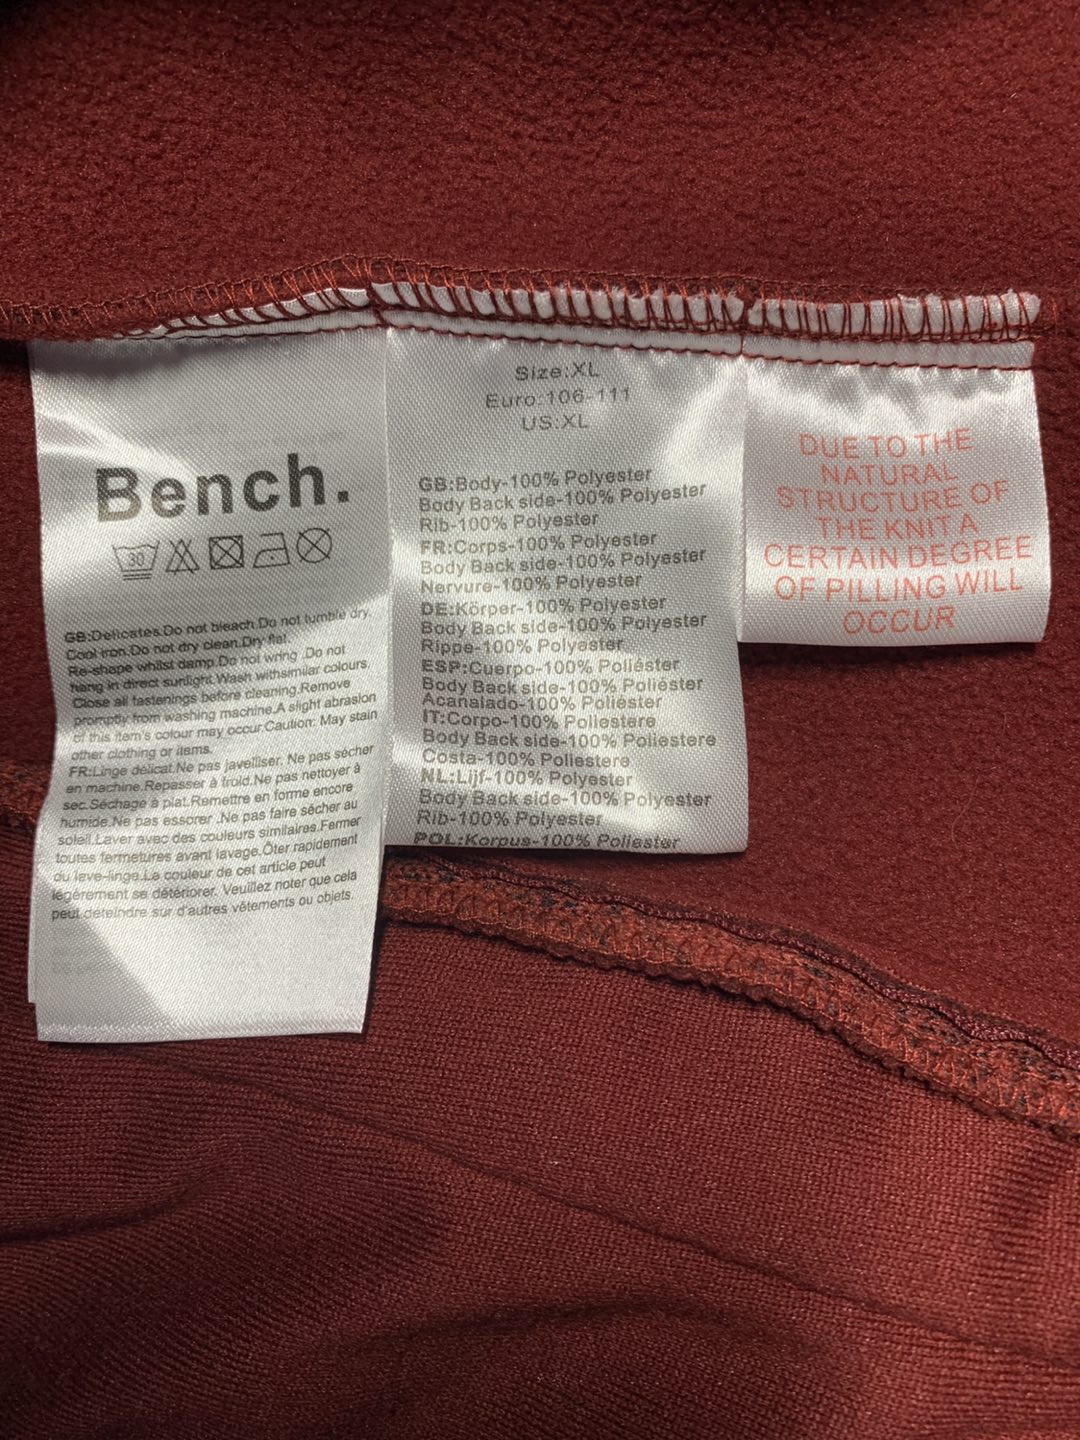 Bench.
30
GB:Delicates.Do not bleach.Do not tumble dry.
Cool iron.Do not dry clean.Dry flat.
Re-shape whilst damp.Do not wring .Do not
hang in direct sunlight.Wash withsimilar colours.
Close all fastenings before cleaning.Remove
promptly from washing machine.A slight abrasion
of this item's colour may occur.Caution: May stain
other clothing or items.
FR:Linge délicat.Ne pas javelliser. Ne pas sécher
en machine.Repasser à froid.Ne pas nettoyer à
sec.Séchage à plat.Remettre en forme encore
humide.Ne pas essorer .Ne pas faire sécher au
soleil.Laver avec des couleurs similaires.Fermer
toutes fermetures avant lavage.Ôter rapidement
du leve-linge.Le couleur de cet article peut
légèrement se détériorer. Veuillez noter que cela
peut deteindre sur d'autres vêtements ou objets.
Size:XL
Euro:106-111
US:XL
GB:Body-100% Polyester
Body Back side-100% Polyester
Rib-100% Polyester
FR:Corps-100% Polyester
Body Back side-100% Polyester
Nervure-100% Polyester
DE:Körper-100% Polyester
Body Back side-100% Polyester
Rippe-100% Polyester
ESP:Cuerpo-100% Poliéster
Body Back side-100% Poliéster
Acanalado-100% Poliéster
IT:Corpo-100% Poliestere
Body Back side-100% Poliestere
Costa-100% Poliestere
NL:Lijf-100% Polyester
Body Back side-100% Polyester
Rib-100% Polyester
POL:Korpus-100% Poliester
DUE TO THE
NATURAL
STRUCTURE OF
THE KNIT A
CERTAIN DEGREE
OF PILLING WILL
OCCUR